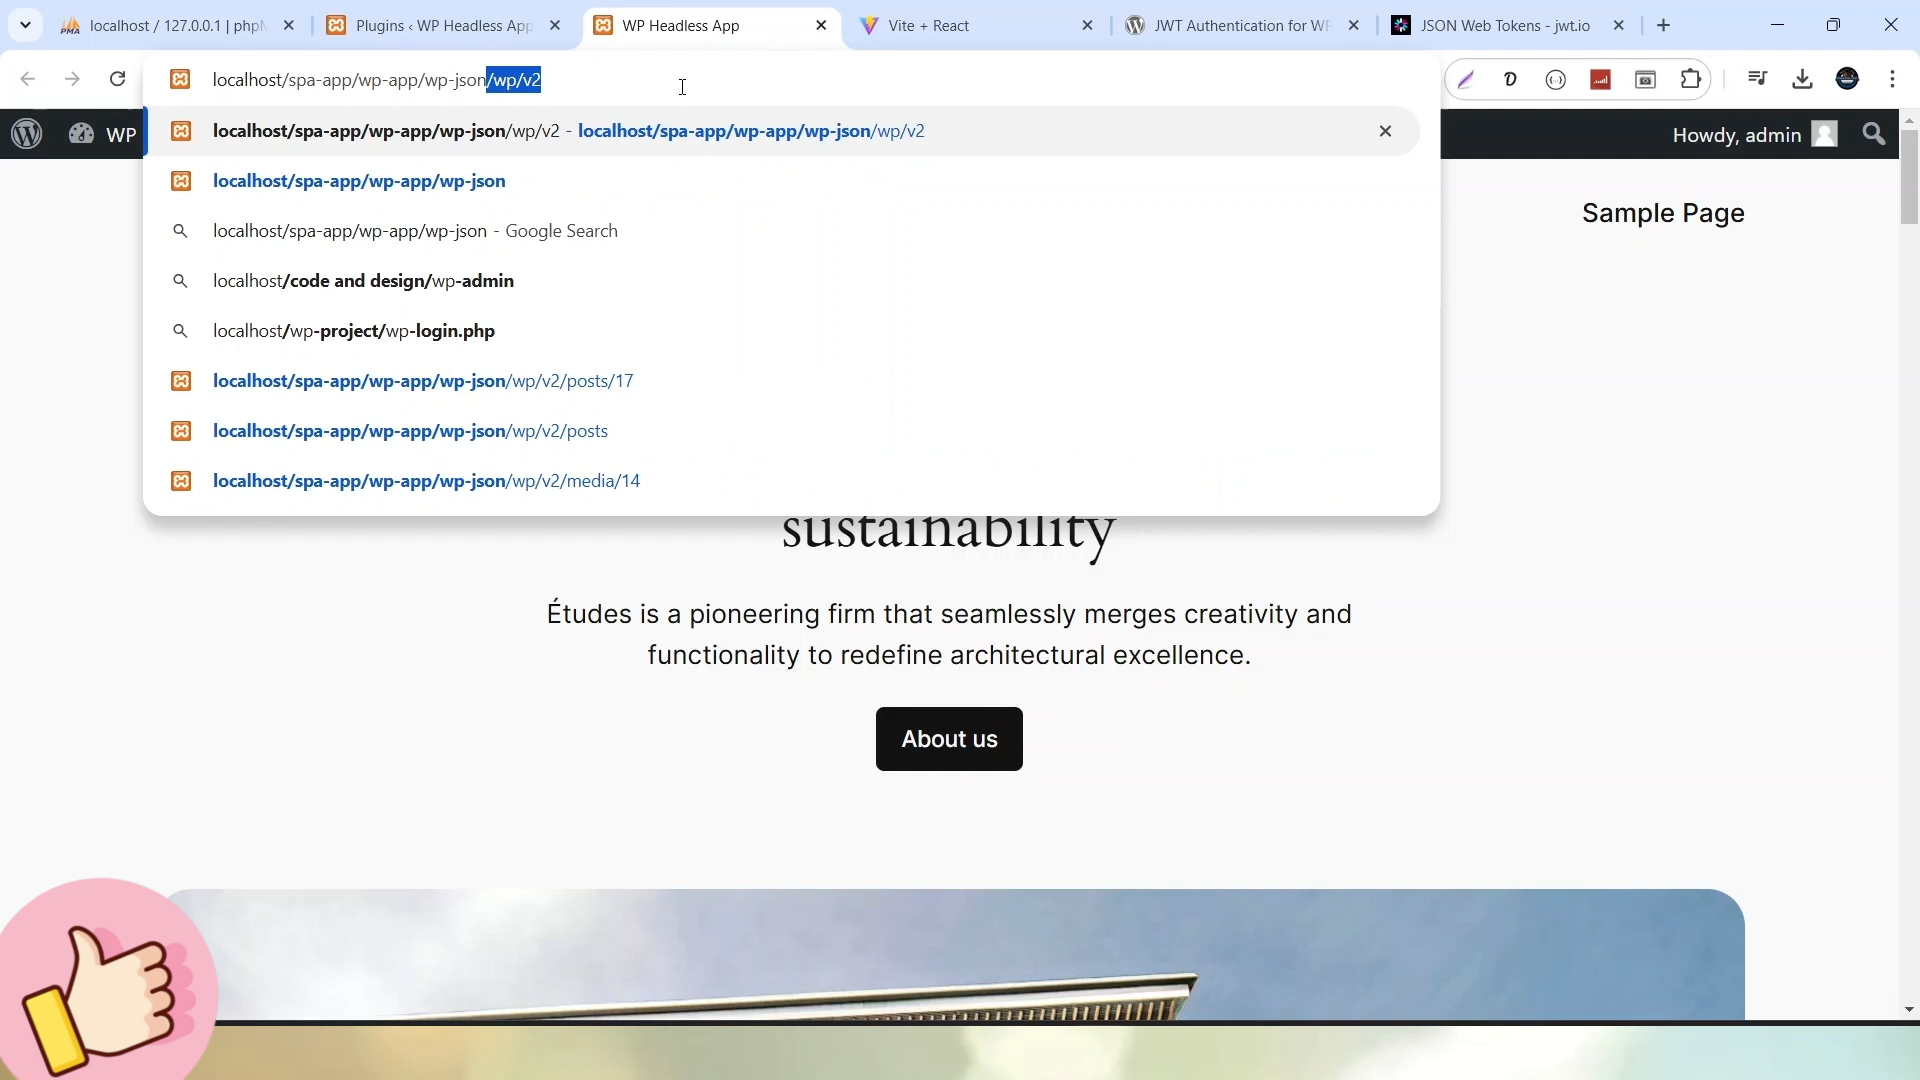 localhost / 127.0.0.1 | phpM
Plugins ‹ WP Headless App
WP Headless App
Vite + React
JWT Authentication for WP
JSON Web Tokens - jwt.io
localhost/spa-app/wp-app/wp-json/wp/v2
WP
localhost/spa-app/wp-app/wp-json/wp/v2 - localhost/spa-app/wp-app/wp-json/wp/v2
Howdy, admin
localhost/spa-app/wp-app/wp-json
Sample Page
localhost/spa-app/wp-app/wp-json - Google Search
localhost/code and design/wp-admin
localhost/wp-project/wp-login.php
localhost/spa-app/wp-app/wp-json/wp/v2/posts/17
localhost/spa-app/wp-app/wp-json/wp/v2/posts
localhost/spa-app/wp-app/wp-json/wp/v2/media/14
sustainability
Études is a pioneering firm that seamlessly merges creativity and
functionality to redefine architectural excellence.
About us